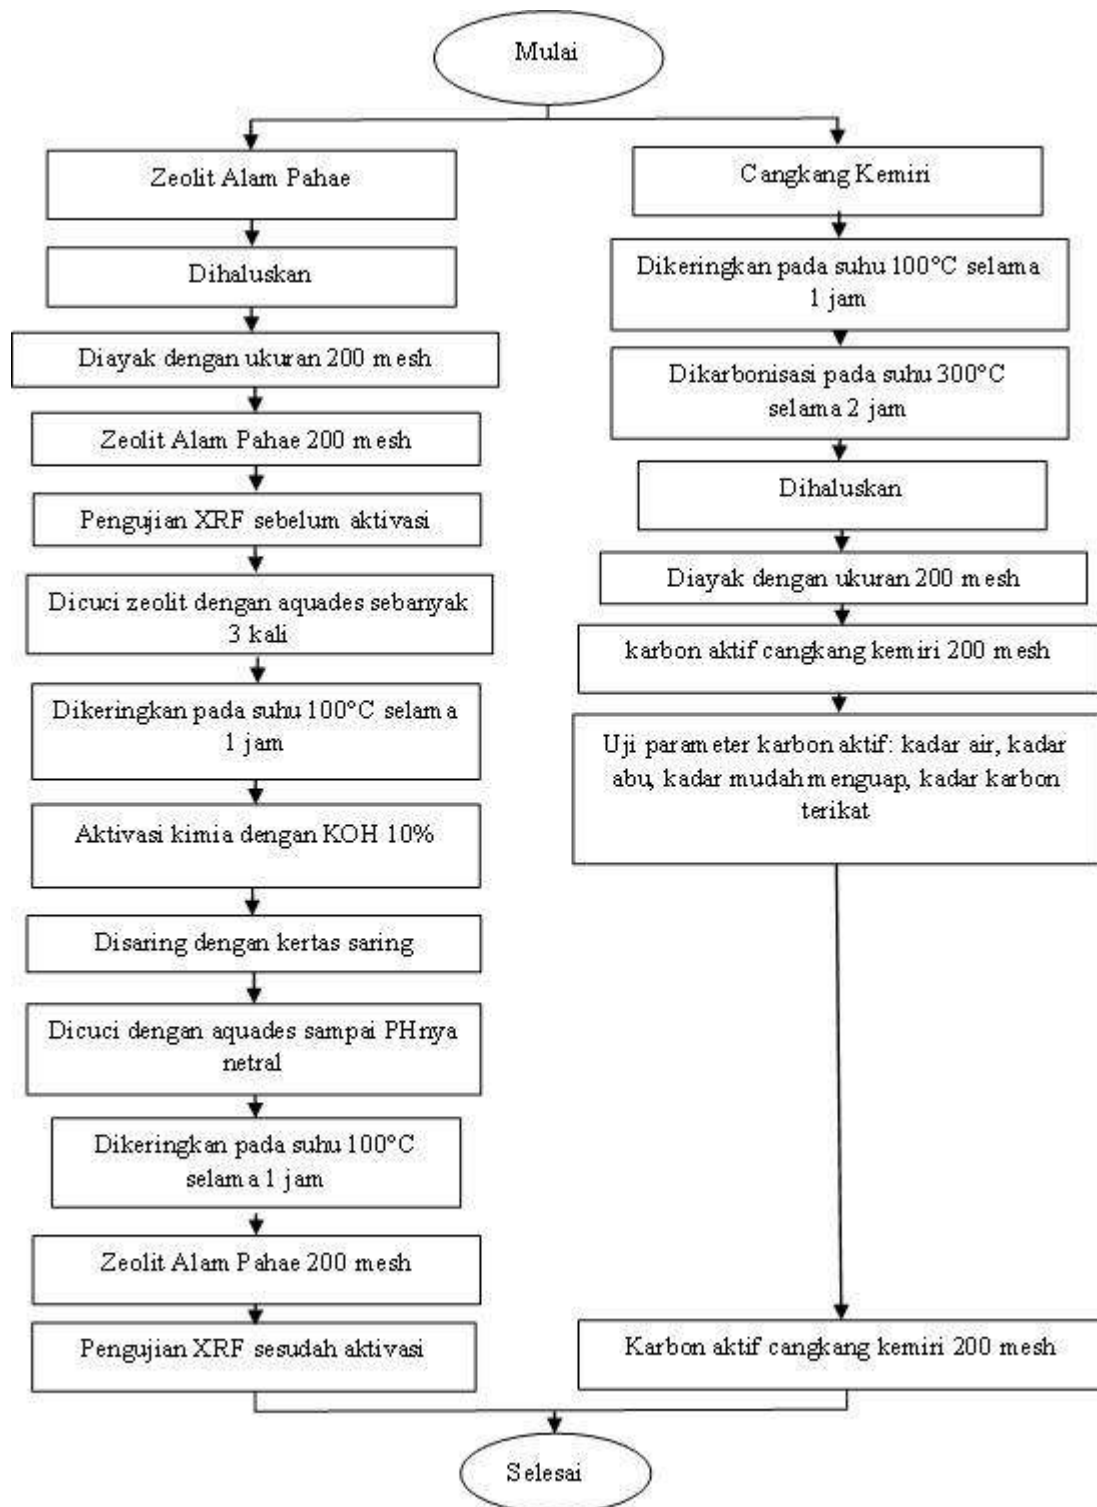 Mulai
Zeolit Alam Pahae
Dihaluskan
Diayak dengan ukuran 200 mesh
Zeolit Alam Pahae 200 mesh
Pengujian XRF sebelum aktivasi
Dicuci zeolit dengan aquades sebanyak
3 kali
Dikeringkan pada suhu 100°C selama
1 jam
Aktivasi kimia dengan KOH 10%
Disaring dengan kertas saring
Dicuci dengan aquades sampai PHnya
netral
Dikeringkan pada suhu 100°C
selama 1 jam
Zeolit Alam Pahae 200 mesh
Pengujian XRF sesudah aktivasi
Cangkang Kemiri
Dikeringkan pada suhu 100°C selama
1 jam
Dikarbonisasi pada suhu 300°C
selama 2 jam
Dihaluskan
Diayak dengan ukuran 200 mesh
karbon aktif cangkang kemiri 200 mesh
Uji parameter karbon aktif: kadar air, kadar
abu, kadar mudah menguap, kadar karbon
terikat
Karbon aktif cangkang kemiri 200 mesh
Selesai